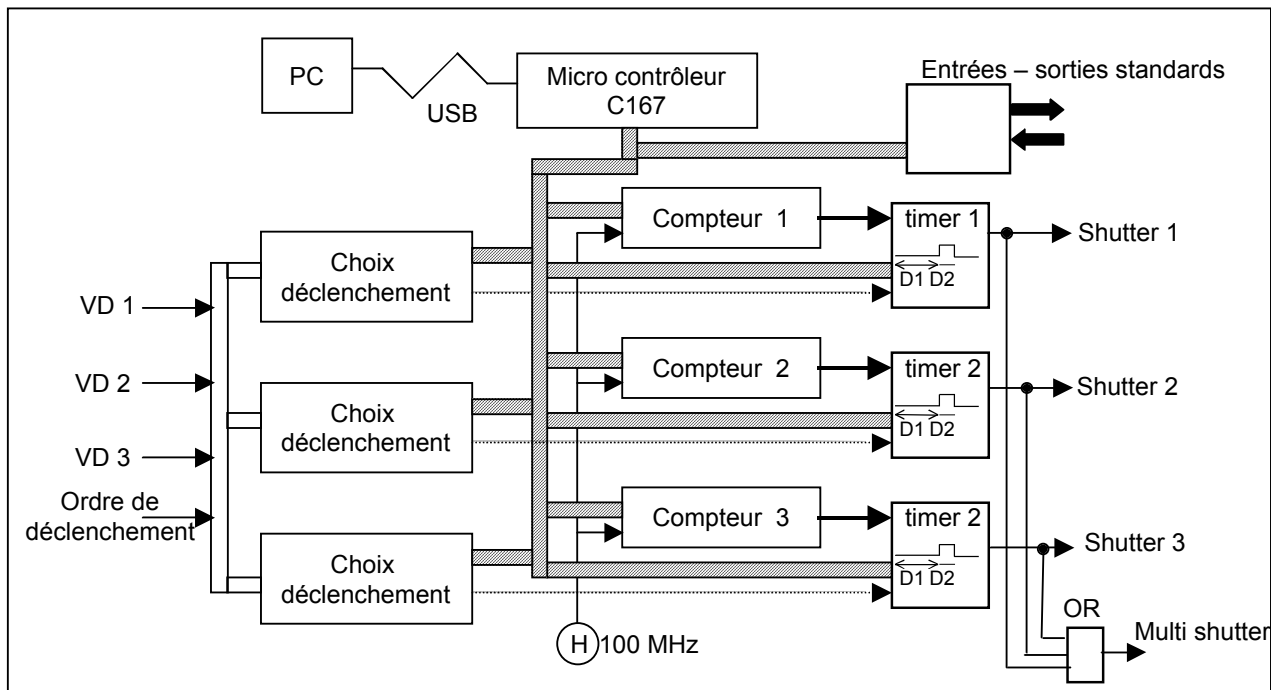 PC
USB
Micro contrôleur
C167
Entrées – sorties standards
Compteur 1
timer 1
D1 D2
Shutter 1
Choix
déclenchement
VD 1
Compteur 2
timer 2
D1 D2
Shutter 2
Choix
déclenchement
VD 2
VD 3
Ordre de
déclenchement
Compteur 3
timer 2
D1 D2
Shutter 3
Choix
déclenchement
H 100 MHz
OR
Multi shutter